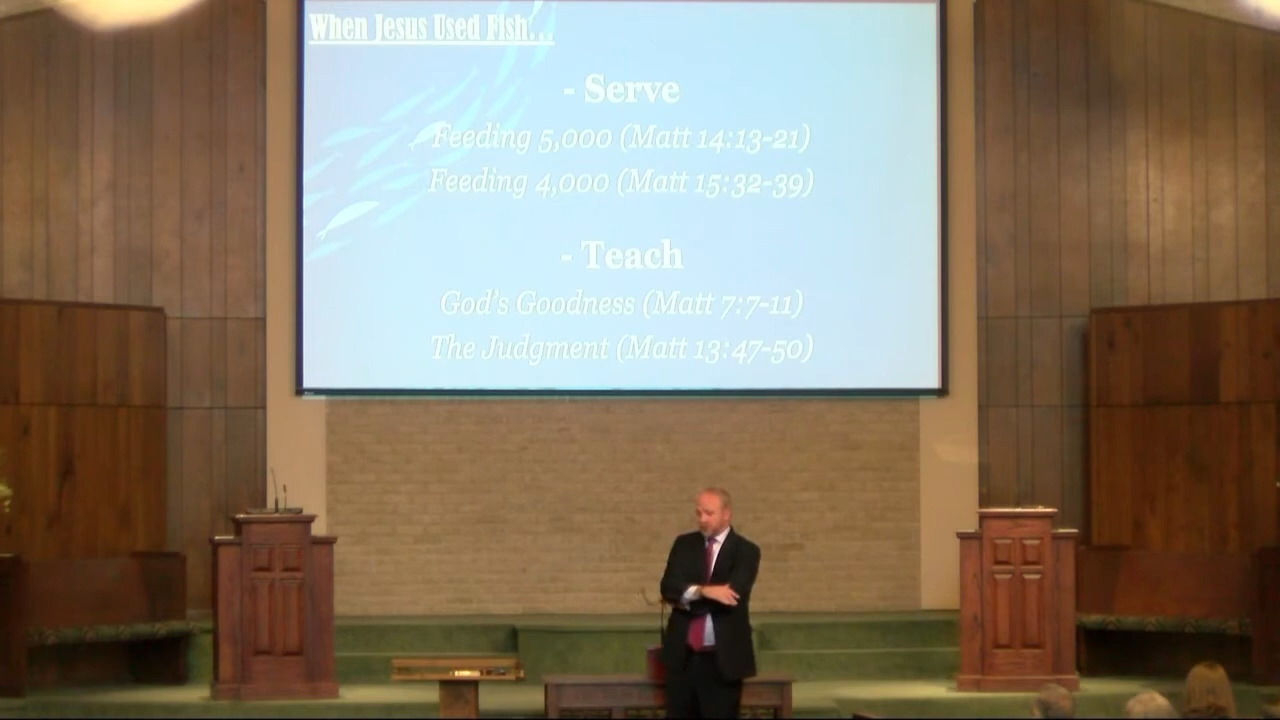 When Jesus Used Fish...
- Serve
Feeding 5,000 (Matt 14:13-21)
Feeding 4,000 (Matt 15:32-39)
- Teach
God's Goodness (Matt 7:7-11)
The Judgment (Matt 13:47-50)